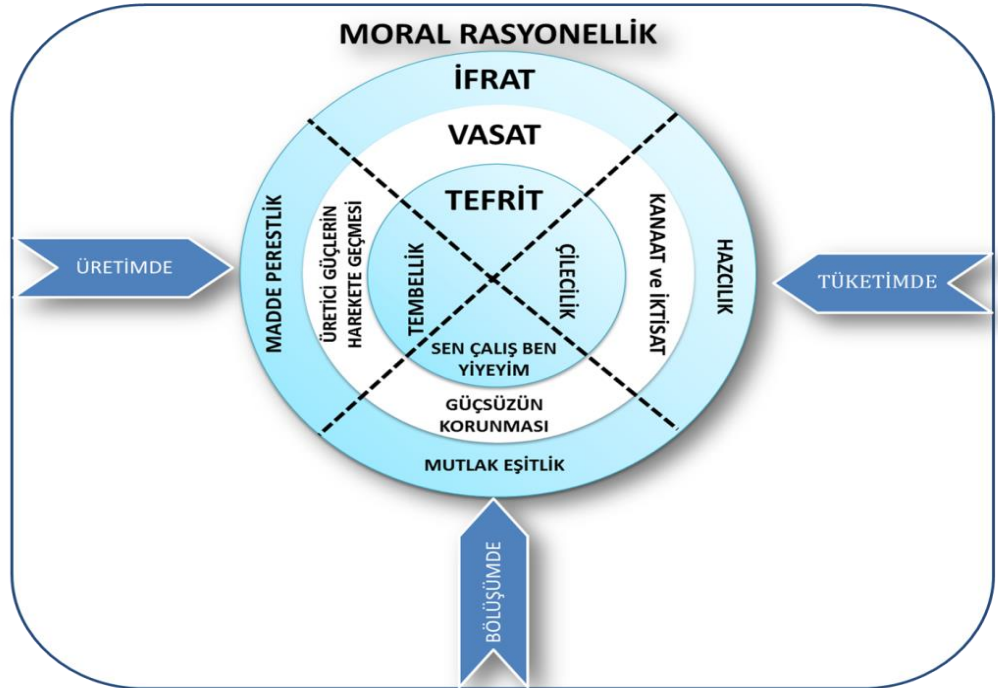 MORAL RASYONELLİK
İFRAT
VASAT
TEFRİT
ÜRETİMDE
MADDE PERESTLİK
ÜRETİCİ GÜÇLERİN
HAREKETE GEÇMESİ
TEMBELLİK
ÇİLECİLİK
KANAAT ve İKTİSAT
HAZCILIK
TÜKETİMDE
SEN ÇALIŞ BEN
YİYEYİM
GÜÇSÜZÜN
KORUNMASI
MUTLAK EŞİTLİK
BÖLÜŞÜMDE